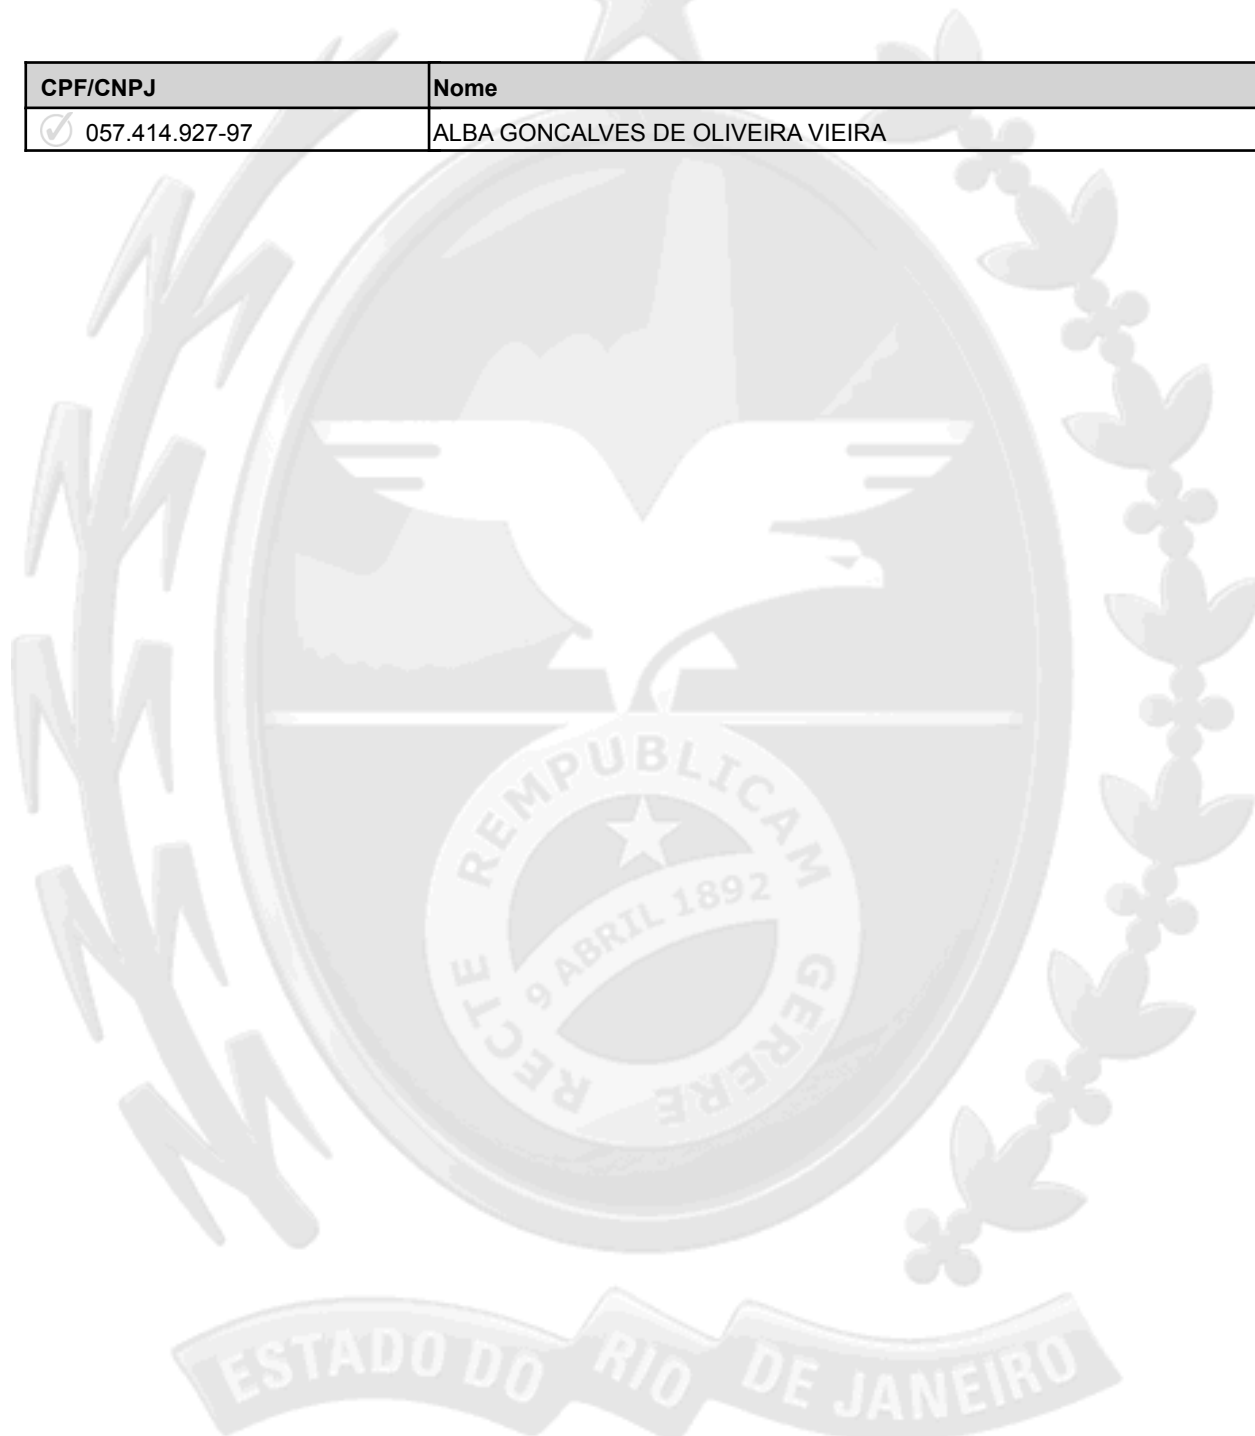 CPF/CNPJ Nome
057.414.927-97 ALBA GONCALVES DE OLIVEIRA VIEIRA
REMPUBLICAM
9 ABRIL 1892
RECTE GERERE
ESTADO DO RIO DE JANEIRO